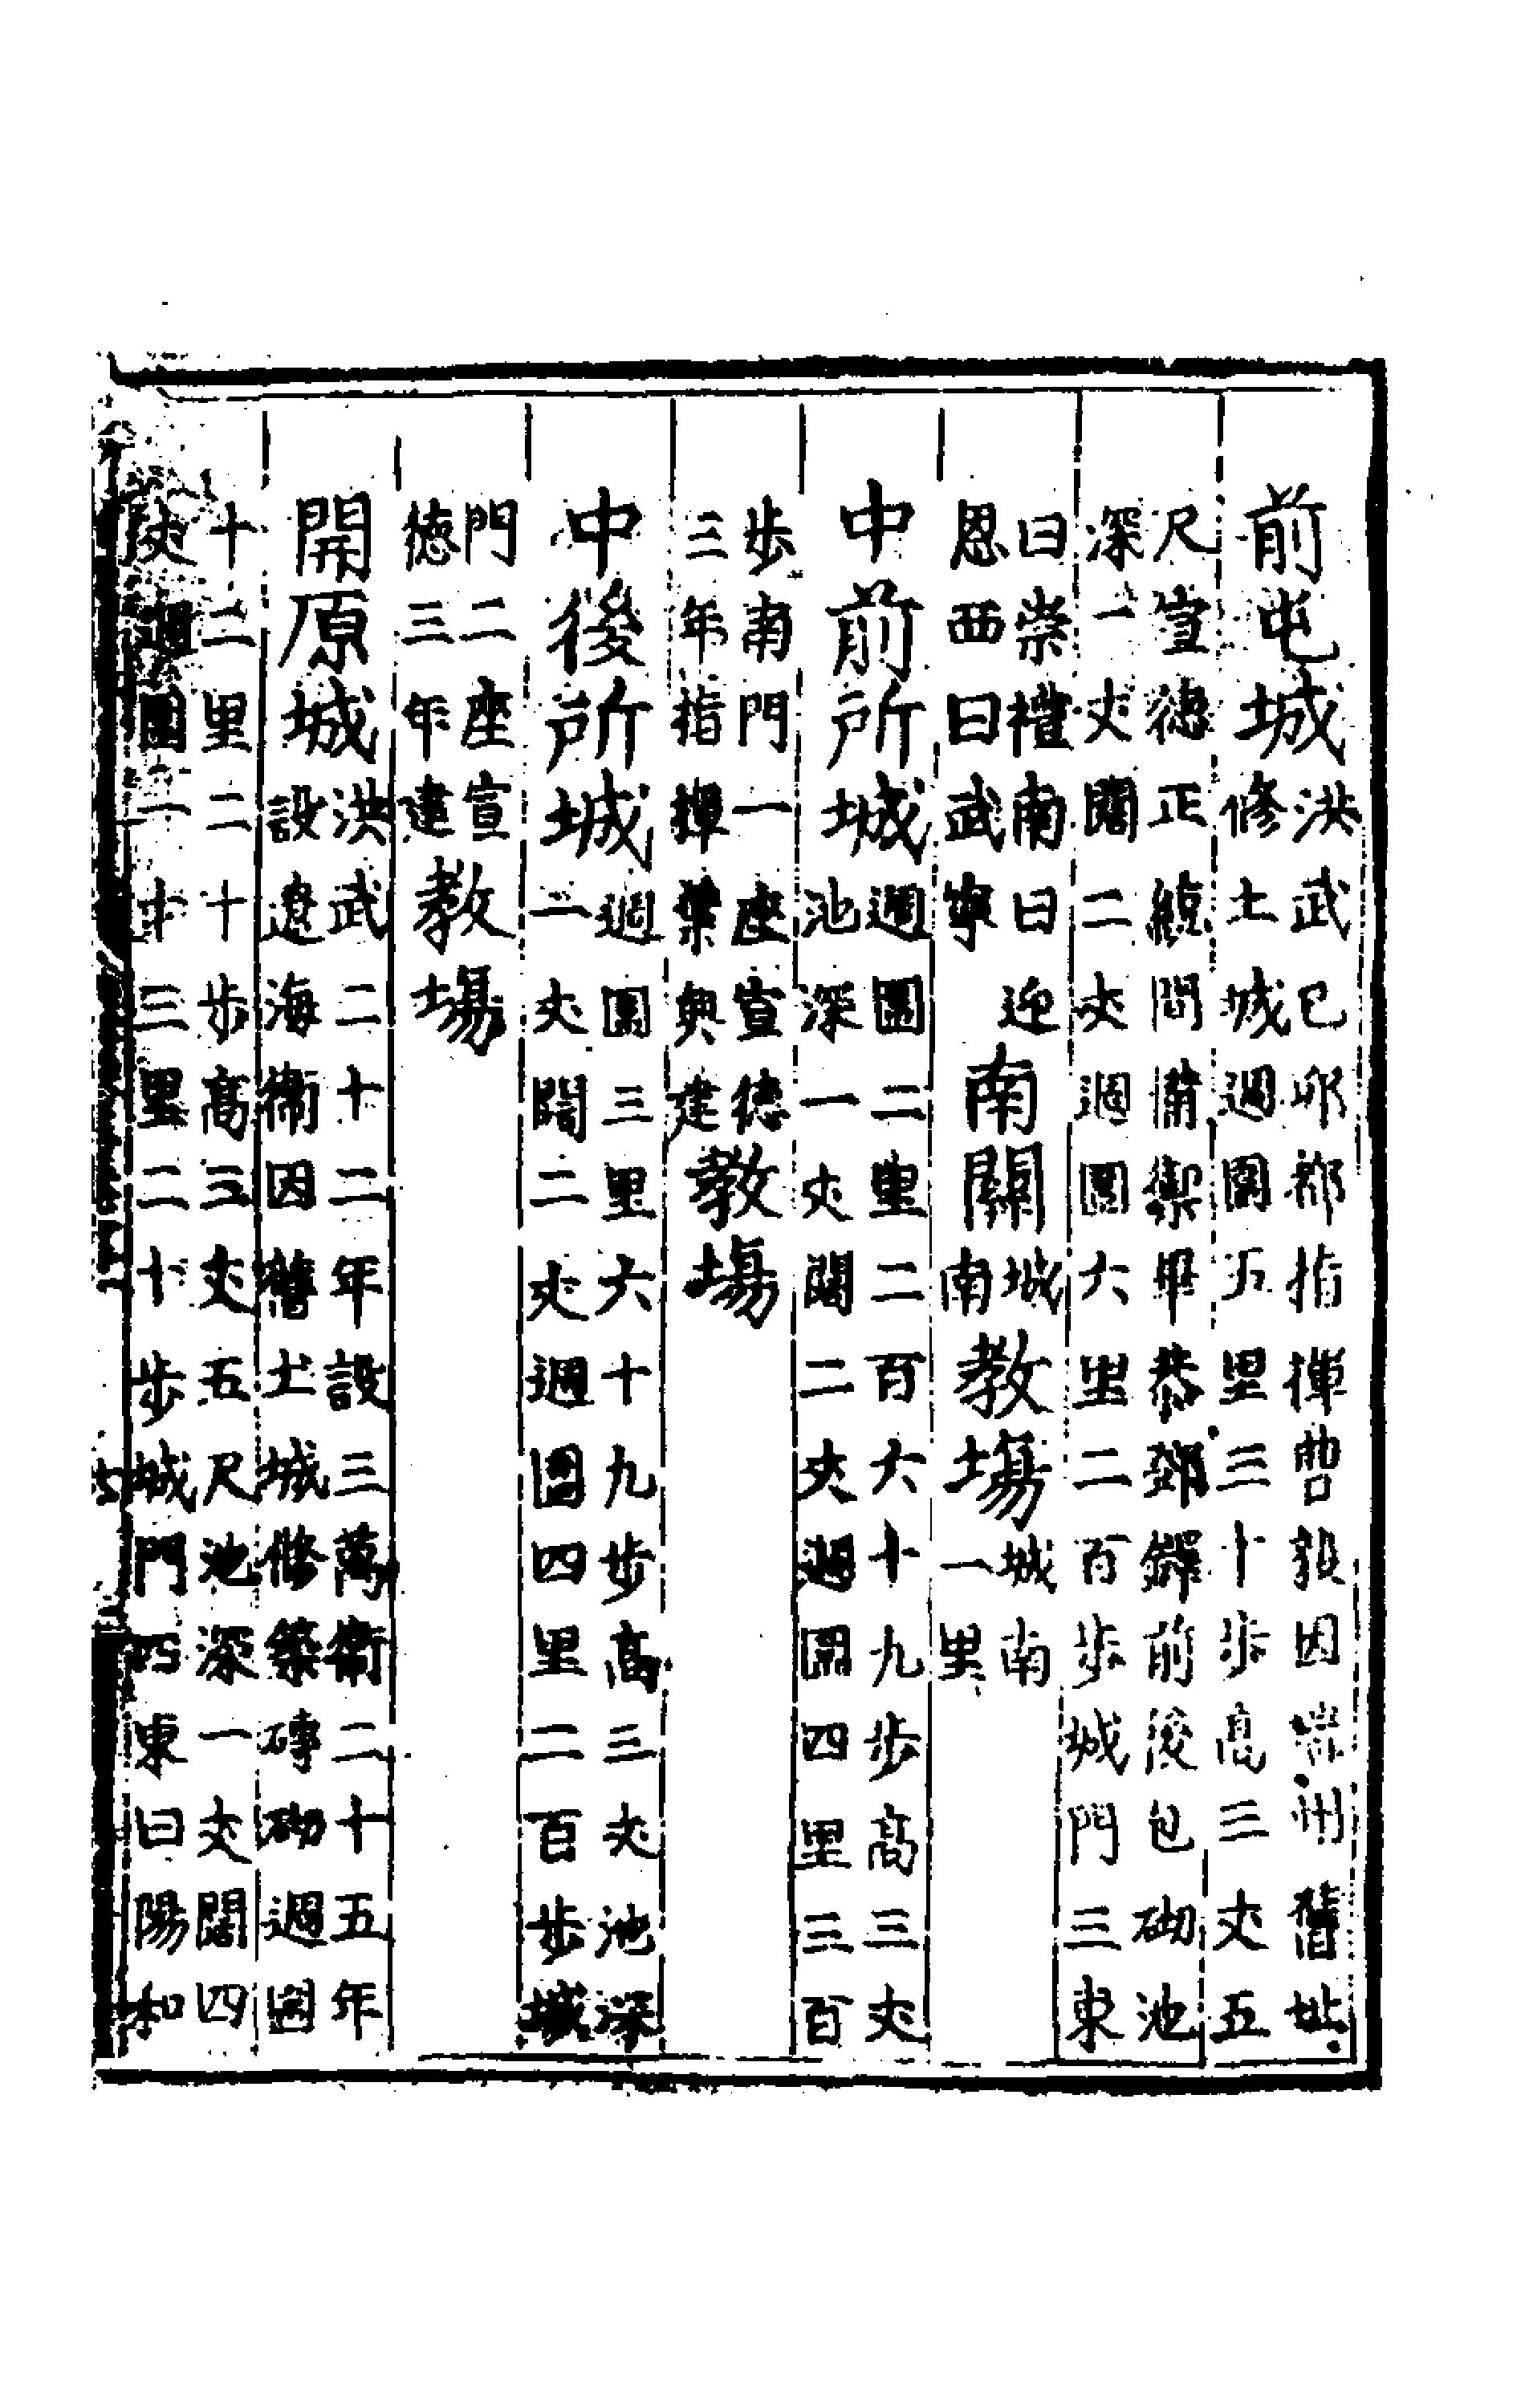 前屯城洪武己卯都指揮曹毅因瑞州舊址
修土城週圍五里三十步高三丈五
尺宣德正統間備禦畢恭郊鐸前後包砌池
深一丈闊二丈週圍六里二百步城門三東
曰崇禮南曰迎
恩西曰武寧南關城南教場城南一里
中前所城週圍二里二百六十九步高三丈
池深一丈闊二丈週圍四里三百
步南門一座宣德
三年指揮葉興建教場
中後所城週圍三里六十九步高三丈池深
一丈闊二丈週圍四里二百步城
門二座宣
德三年建教場
開原城洪武二十二年設三萬衛二十五年
設遼海衛因舊土城修築磚砌週圍
十二里二十步高三丈五尺池深一丈闊四
丈週圍一十三里二十步城門四東曰陽和